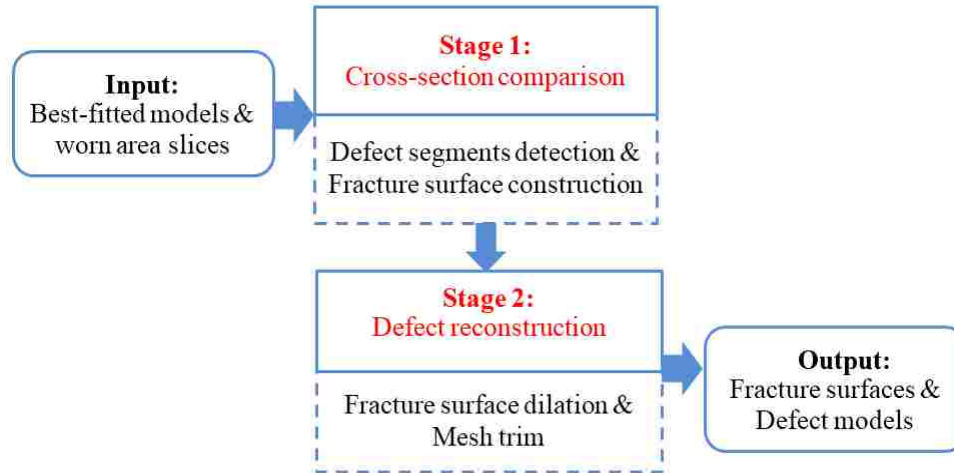 Input:
Best-fitted models &
worn area slices
Stage 1:
Cross-section comparison
Defect segments detection &
Fracture surface construction
Stage 2:
Defect reconstruction
Fracture surface dilation &
Mesh trim
Output:
Fracture surfaces &
Defect models